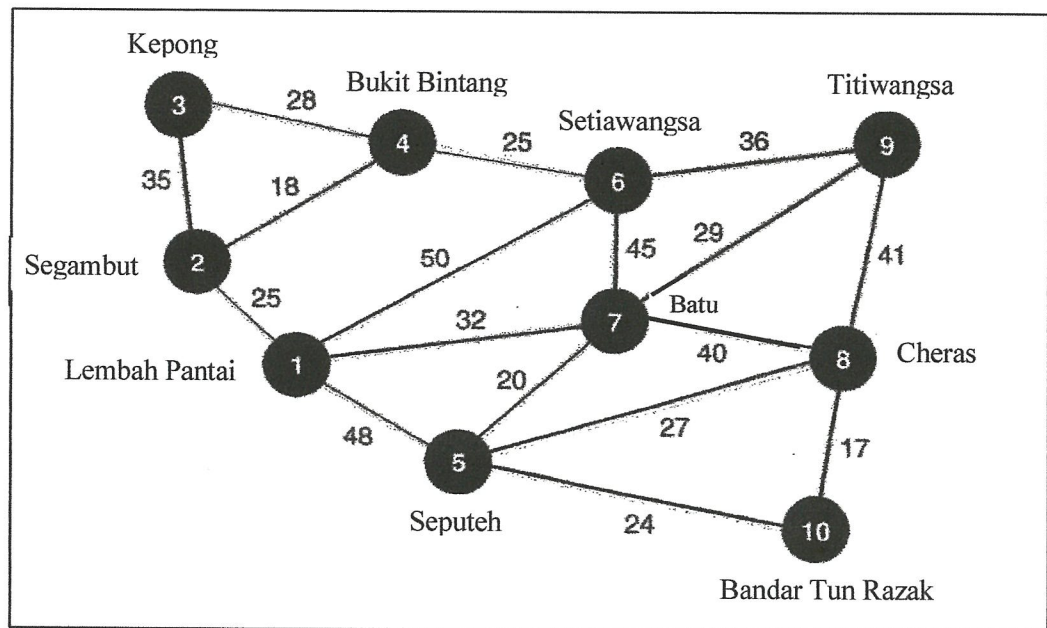 Kepong
Bukit Bintang
Titiwangsa
Setiawangsa
3
28
4
25
6
36
9
35
18
50
45
29
41
Segambut
2
25
32
7
Batu
Lembah Pantai
1
40
8
Cheras
20
48
27
5
17
Seputeh
24
10
Bandar Tun Razak